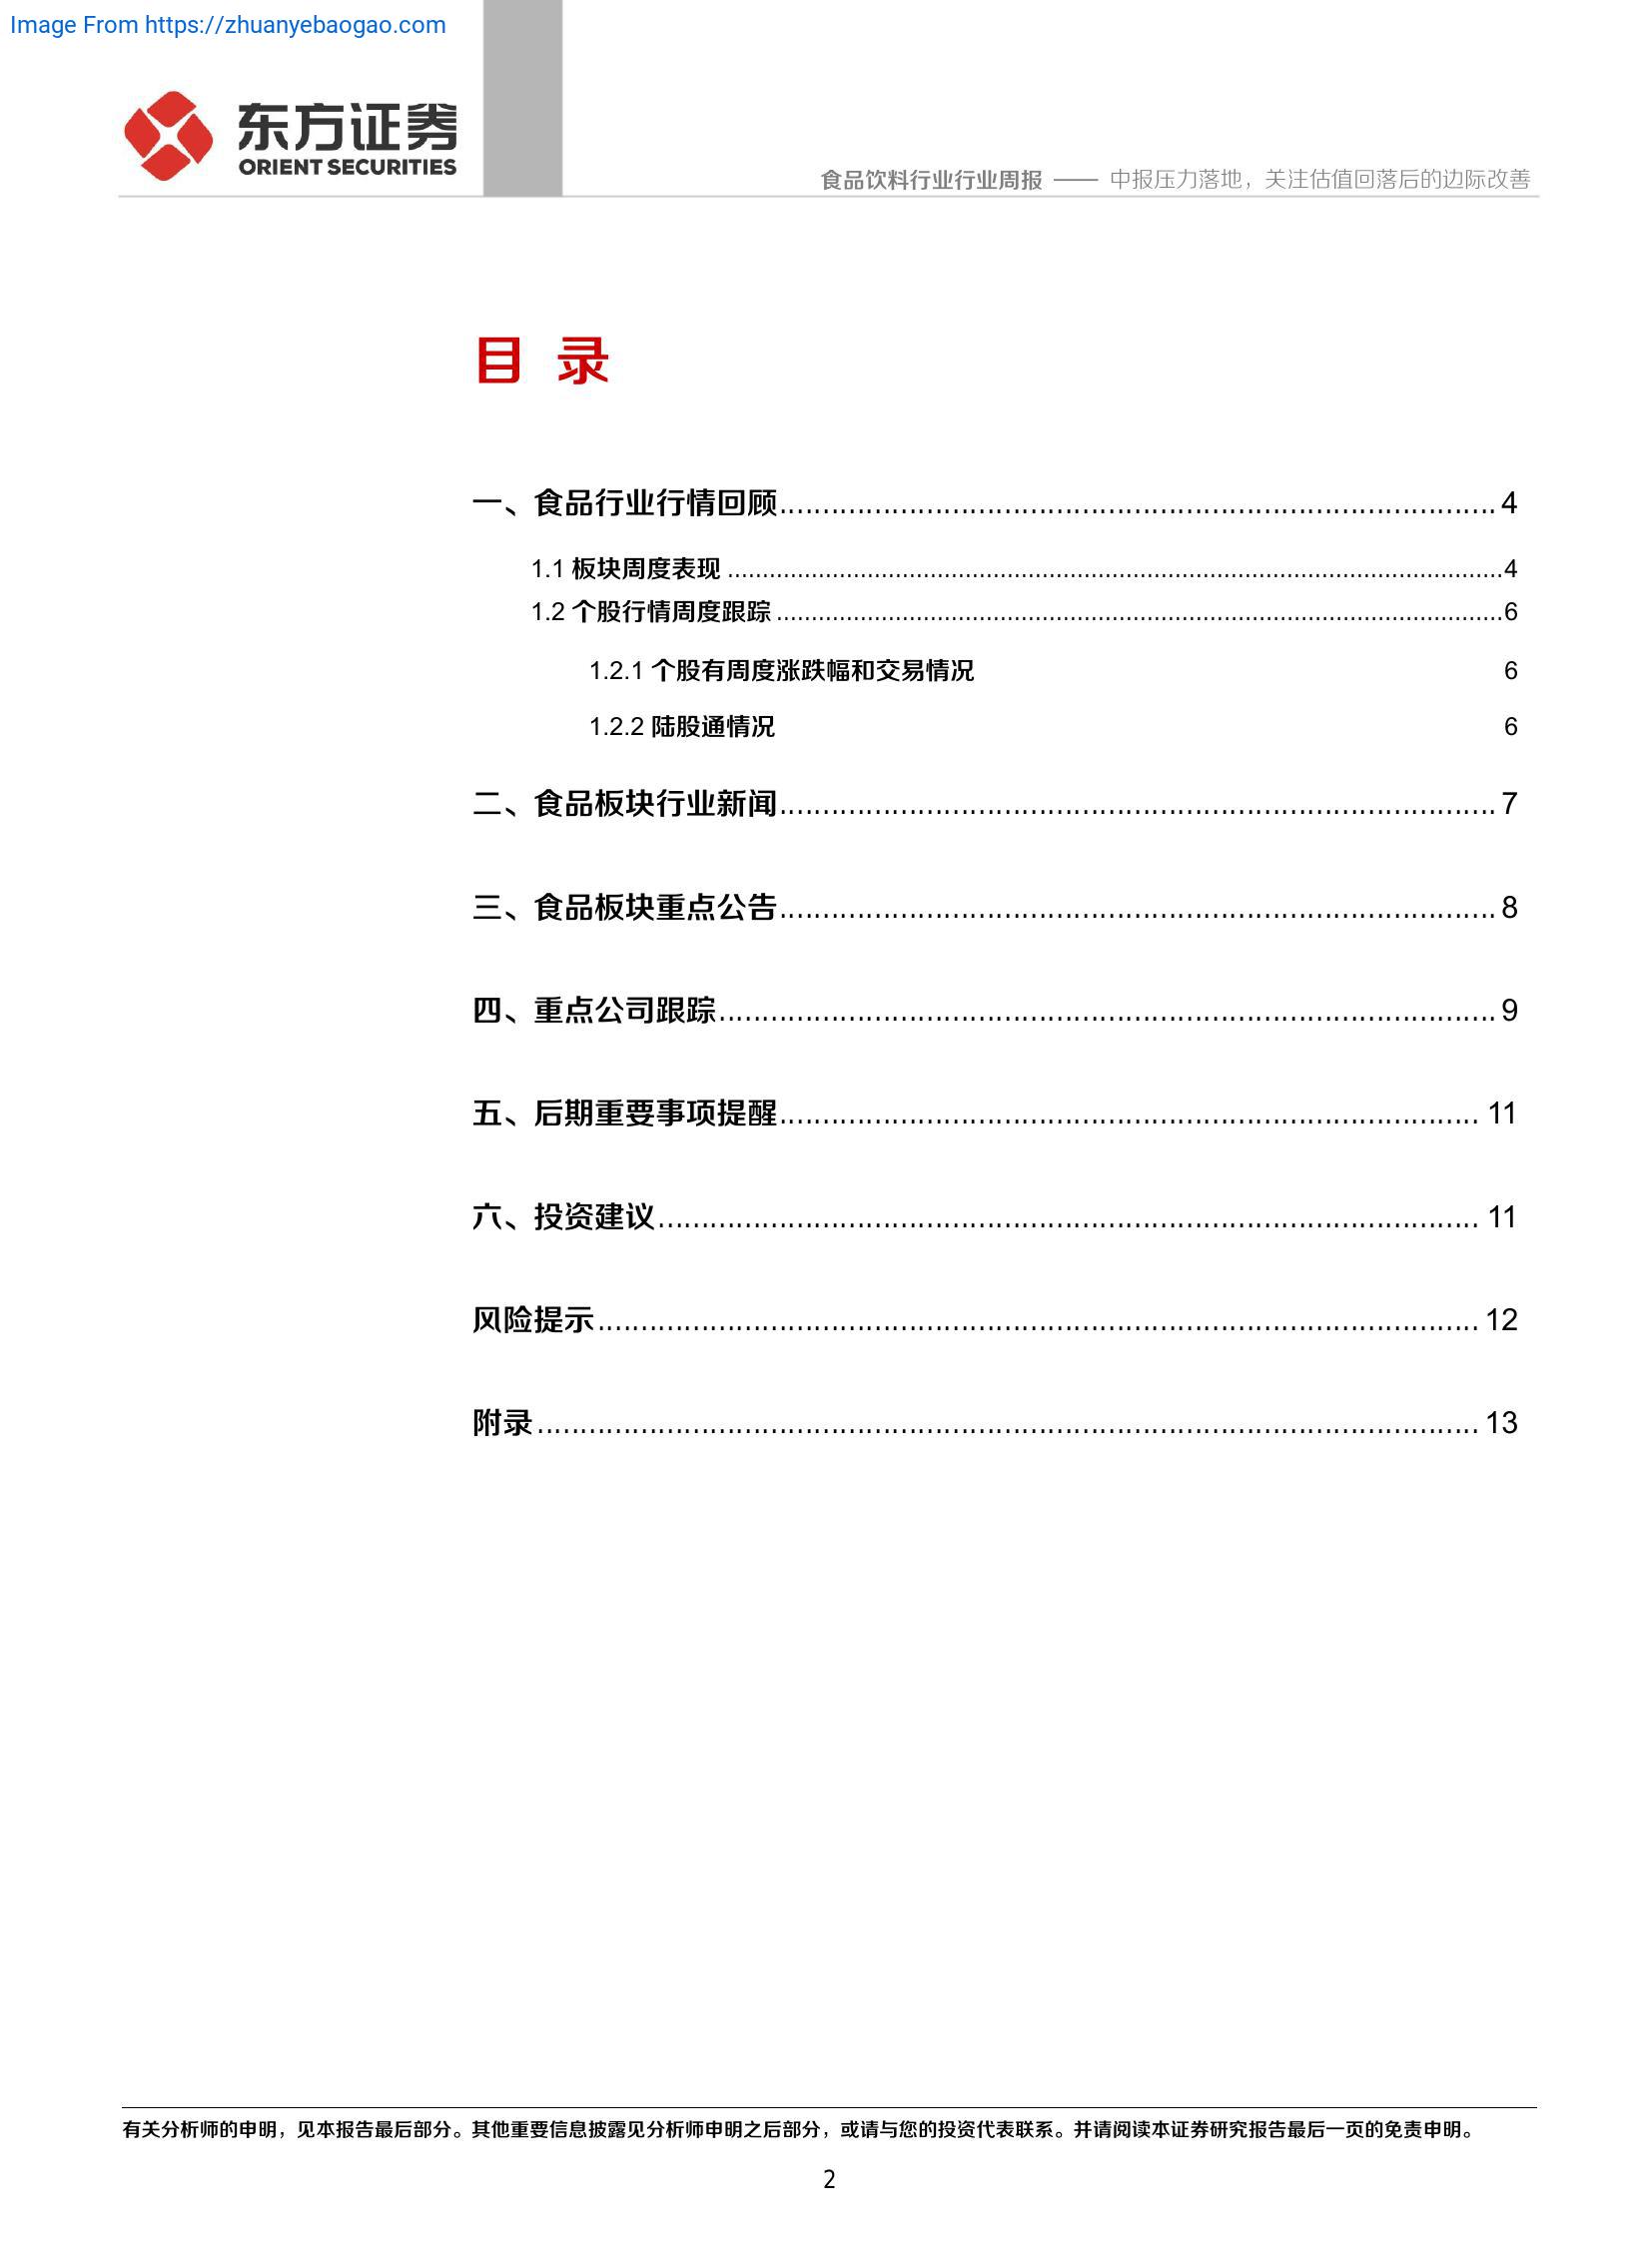 Image From https://zhuanyebaogao.com
东方证券
ORIENT SECURITIES
食品饮料行业行业周报 —— 中报压力落地，关注估值回落后的边际改善
目 录
一、食品行业行情回顾 4
1.1 板块周度表现 4
1.2 个股行情周度跟踪 6
1.2.1 个股有周度涨跌幅和交易情况 6
1.2.2 陆股通情况 6
二、食品板块行业新闻 7
三、食品板块重点公告 8
四、重点公司跟踪 9
五、后期重要事项提醒 11
六、投资建议 11
风险提示 12
附录 13
有关分析师的申明，见本报告最后部分。其他重要信息披露见分析师申明之后部分，或请与您的投资代表联系。并请阅读本证券研究报告最后一页的免责申明。
2